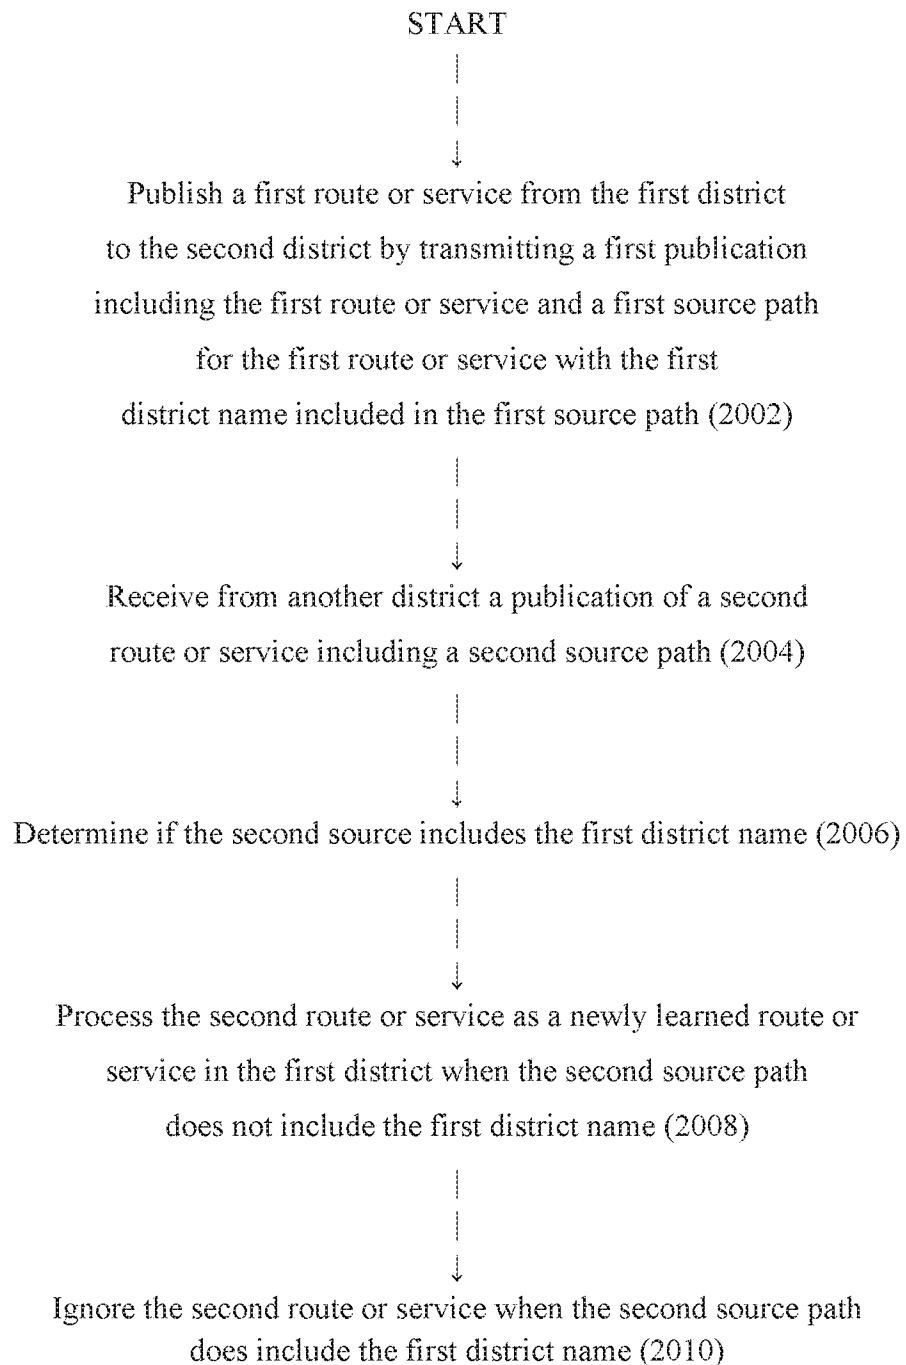 START
Publish a first route or service from the first district
to the second district by transmitting a first publication
including the first route or service and a first source path
for the first route or service with the first
district name included in the first source path (2002)
Receive from another district a publication of a second
route or service including a second source path (2004)
Determine if the second source includes the first district name (2006)
Process the second route or service as a newly learned route or
service in the first district when the second source path
does not include the first district name (2008)
Ignore the second route or service when the second source path
does include the first district name (2010)